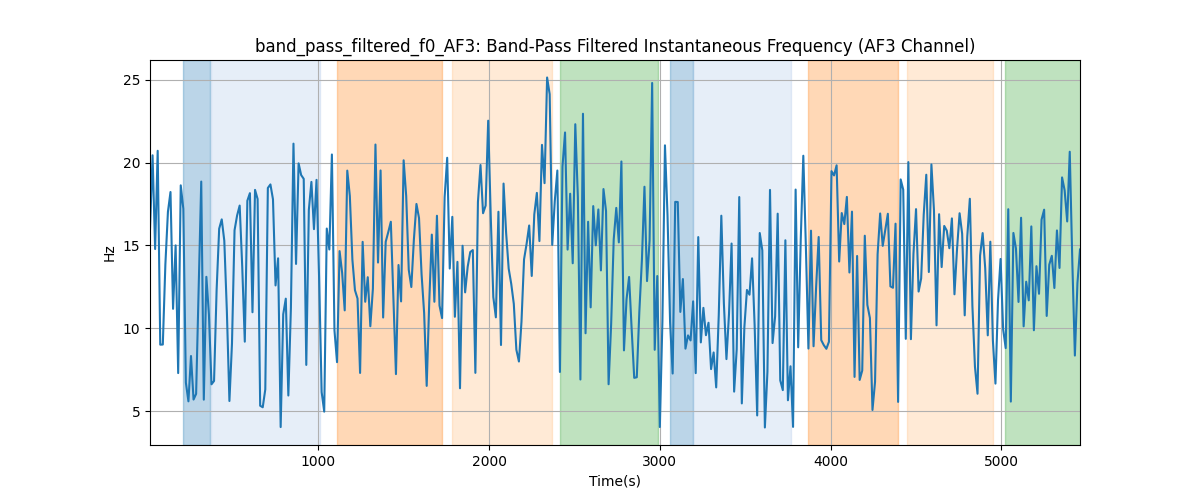 band_pass_filtered_f0_AF3: Band-Pass Filtered Instantaneous Frequency (AF3 Channel)
25
20
15
10
5
Hz
1000 2000 3000 4000 5000
Time(s)